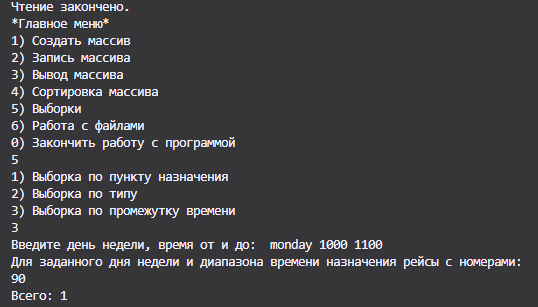 Чтение закончено.
*Главное меню*
1) Создать массив
2) Запись массива
3) Вывод массива
4) Сортировка массива
5) Выборки
6) Работа с файлами
0) Закончить работу с программой
5
1) Выборка по пункту назначения
2) Выборка по типу
3) Выборка по промежутку времени
3
Введите день недели, время от и до:  monday 1000 1100
Для заданного дня недели и диапазона времени назначения рейсы с номерами:
90
Всего: 1